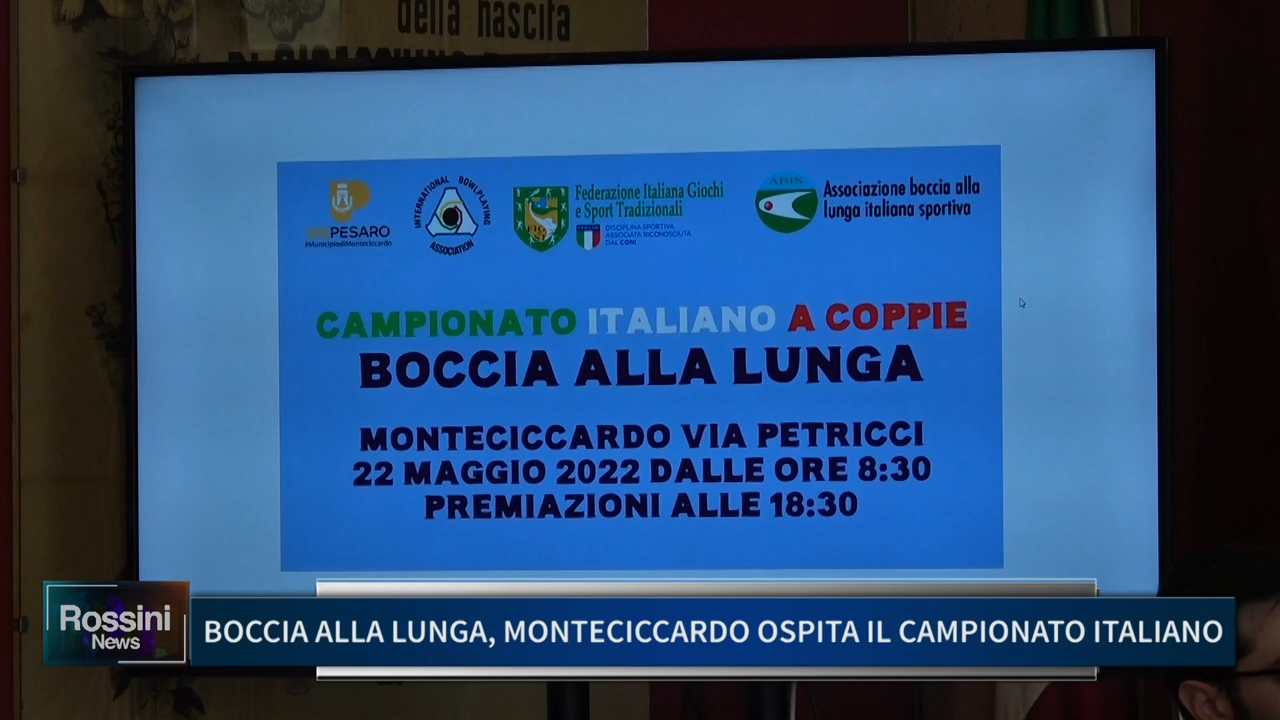 della nascita
PESARO
#MunicipiodiMonteciccardo
INTERNATIONAL BOWLPLAYING
ASSOCIATION
Federazione Italiana Giochi
e Sport Tradizionali
ITALIA
DISCIPLINA SPORTIVA
ASSOCIATA RICONOSCIUTA
DAL CONI
ABIS
Associazione boccia alla
lunga italiana sportiva
CAMPIONATO ITALIANO A COPPIE
BOCCIA ALLA LUNGA
MONTECICCARDO VIA PETRICCI
22 MAGGIO 2022 DALLE ORE 8:30
PREMIAZIONI ALLE 18:30
Rossini
News
BOCCIA ALLA LUNGA, MONTECICCARDO OSPITA IL CAMPIONATO ITALIANO